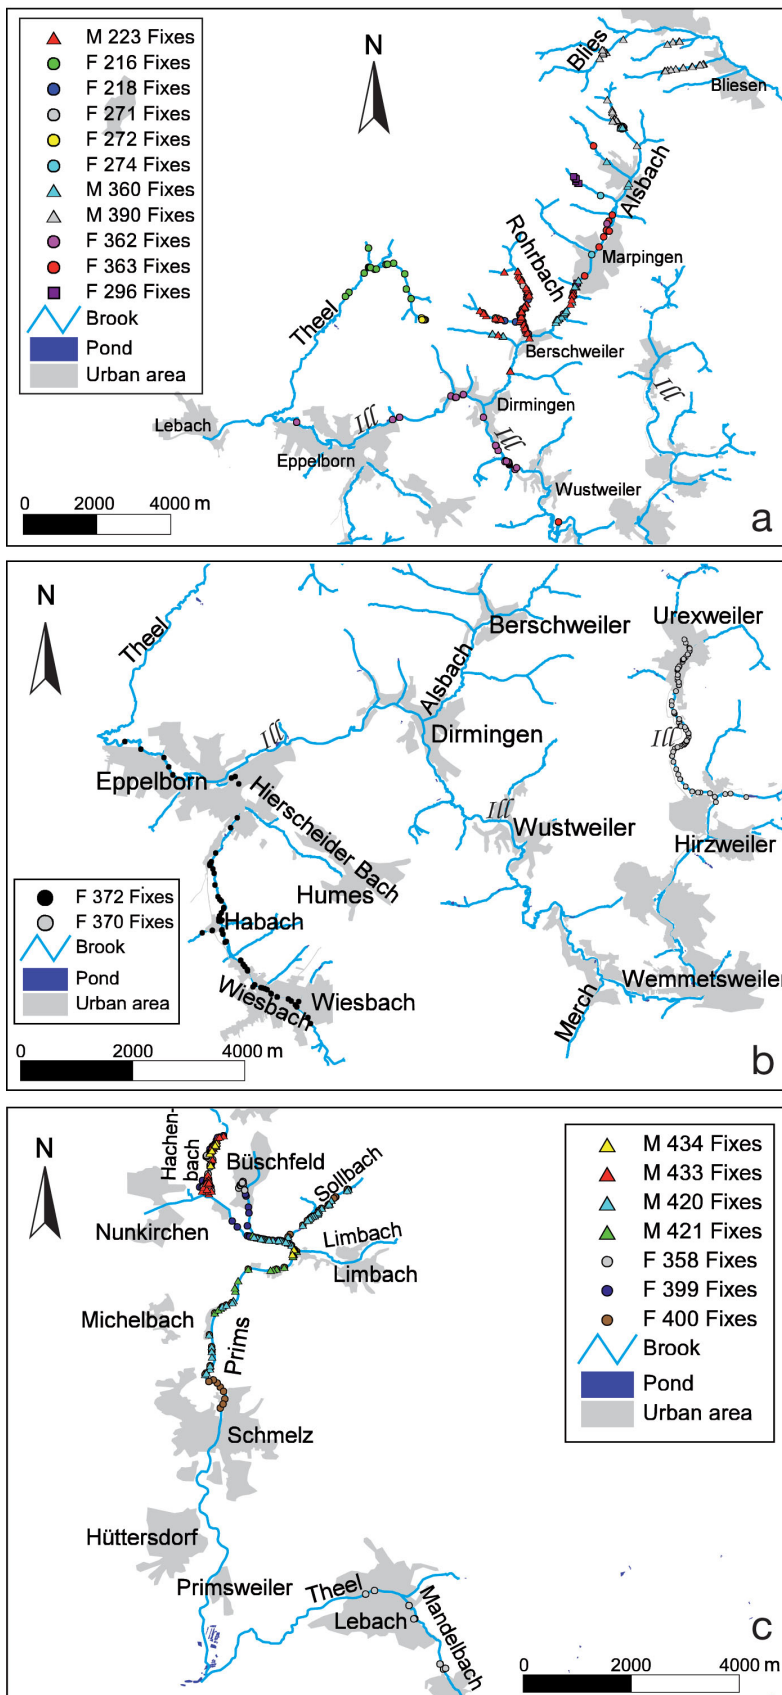 M 223 Fixes
F 216 Fixes
F 218 Fixes
F 271 Fixes
F 272 Fixes
F 274 Fixes
M 360 Fixes
M 390 Fixes
F 362 Fixes
F 363 Fixes
F 296 Fixes
Brook
Pond
Urban area
N
Blies
Bliesen
Alsbach
Rohrbach
Marpingen
Theel
Berschweiler
Ill
Dirmingen
Lebach
Ill
Ill
Eppelborn
Wustweiler
0 2000 4000 m
a
N
Theel
Berschweiler
Urexweiler
Alsbach
Ill
Dirmingen
Ill
Eppelborn
Hierscheider Bach
Ill
Wustweiler
Hirzweiler
Humes
F 372 Fixes
F 370 Fixes
Brook
Pond
Urban area
Habach
Wiesbach
Wiesbach
Wemmetsweiler
Merch
0 2000 4000 m
b
N
Hachen-
bach
Büschfeld
Sollbach
Nunkirchen
Limbach
Limbach
Michelbach
Prims
Schmelz
M 434 Fixes
M 433 Fixes
M 420 Fixes
M 421 Fixes
F 358 Fixes
F 399 Fixes
F 400 Fixes
Brook
Pond
Urban area
Hüttersdorf
Primsweiler
Theel
Lebach
Mandelbach
c
0 2000 4000 m